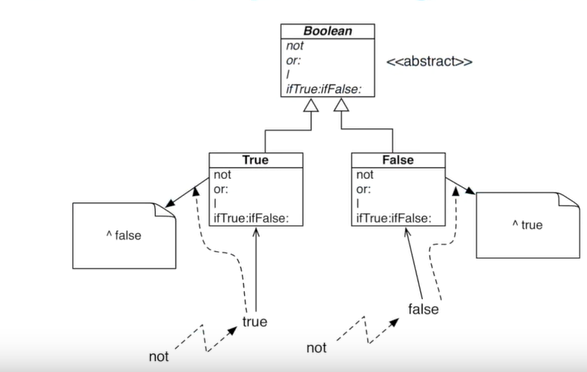 Boolean
not
or:
|
ifTrue:ifFalse:
<<abstract>>
True
not
or:
|
ifTrue:ifFalse:
False
not
or:
|
ifTrue:ifFalse:
^ false
^ true
true
false
not
not